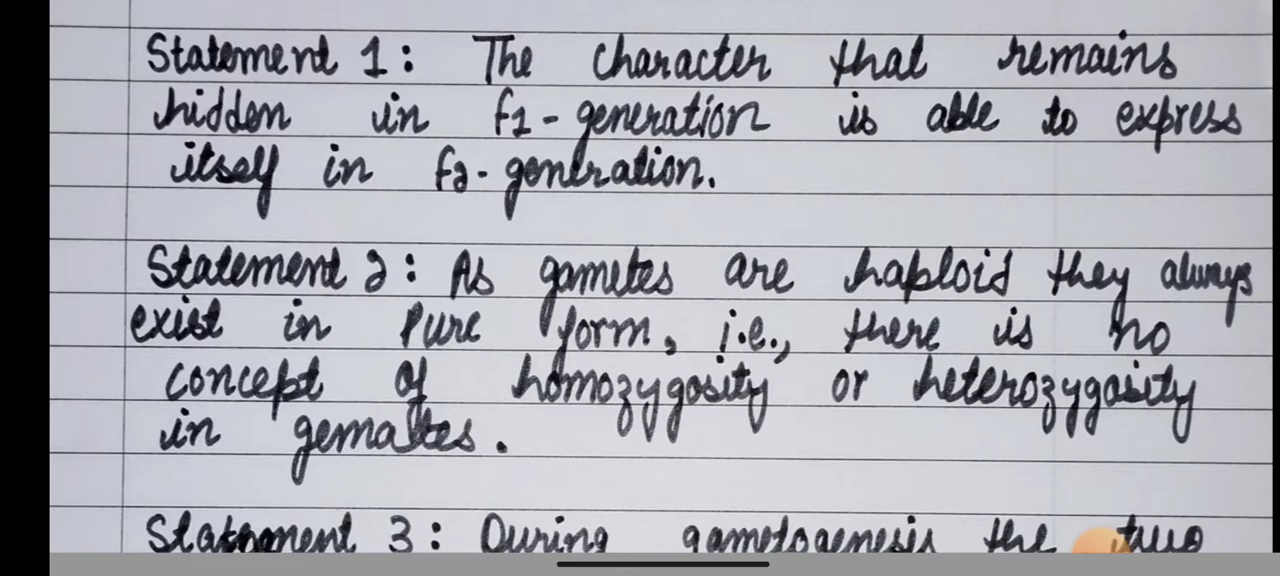 Statement 1: The character that remains
hidden in f1-generation is able to express
itself in f2-generation.
Statement 2: As gametes are haploid they always
exist in Pure form, i.e., there is no
concept of homozygosity or heterozygosity
in gemaltes.
Statement 3: During gametogenesis the two